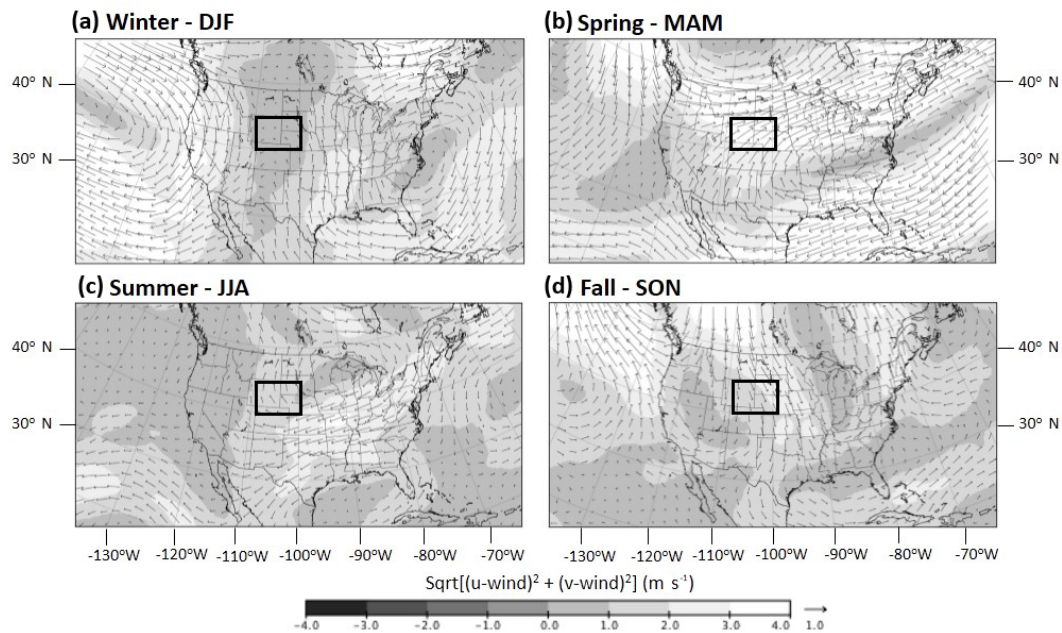 (a) Winter - DJF
(b) Spring - MAM
40° N
30° N
40° N
30° N
(c) Summer - JJA
(d) Fall - SON
40° N
30° N
40° N
30° N
-130°W -120°W -110°W -100°W -90°W -80°W -70°W
-130°W -120°W -110°W -100°W -90°W -80°W -70°W
Sqrt[(u-wind)² + (v-wind)²] (m s⁻¹)
-4.0 -3.0 -2.0 -1.0 0.0 1.0 2.0 3.0 4.0 1.0